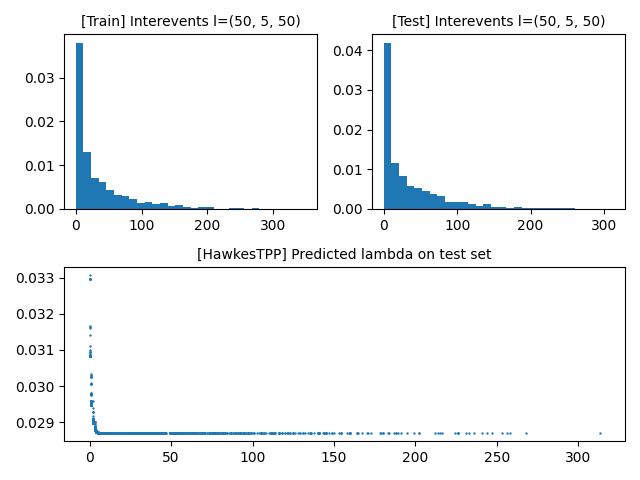 [Train] Interevents l=(50, 5, 50)
0.03
0.02
0.01
0.00
0 100 200 300
[Test] Interevents l=(50, 5, 50)
0.04
0.03
0.02
0.01
0.00
0 100 200 300
[HawkesTPP] Predicted lambda on test set
0.033
0.032
0.031
0.030
0.029
0 50 100 150 200 250 300